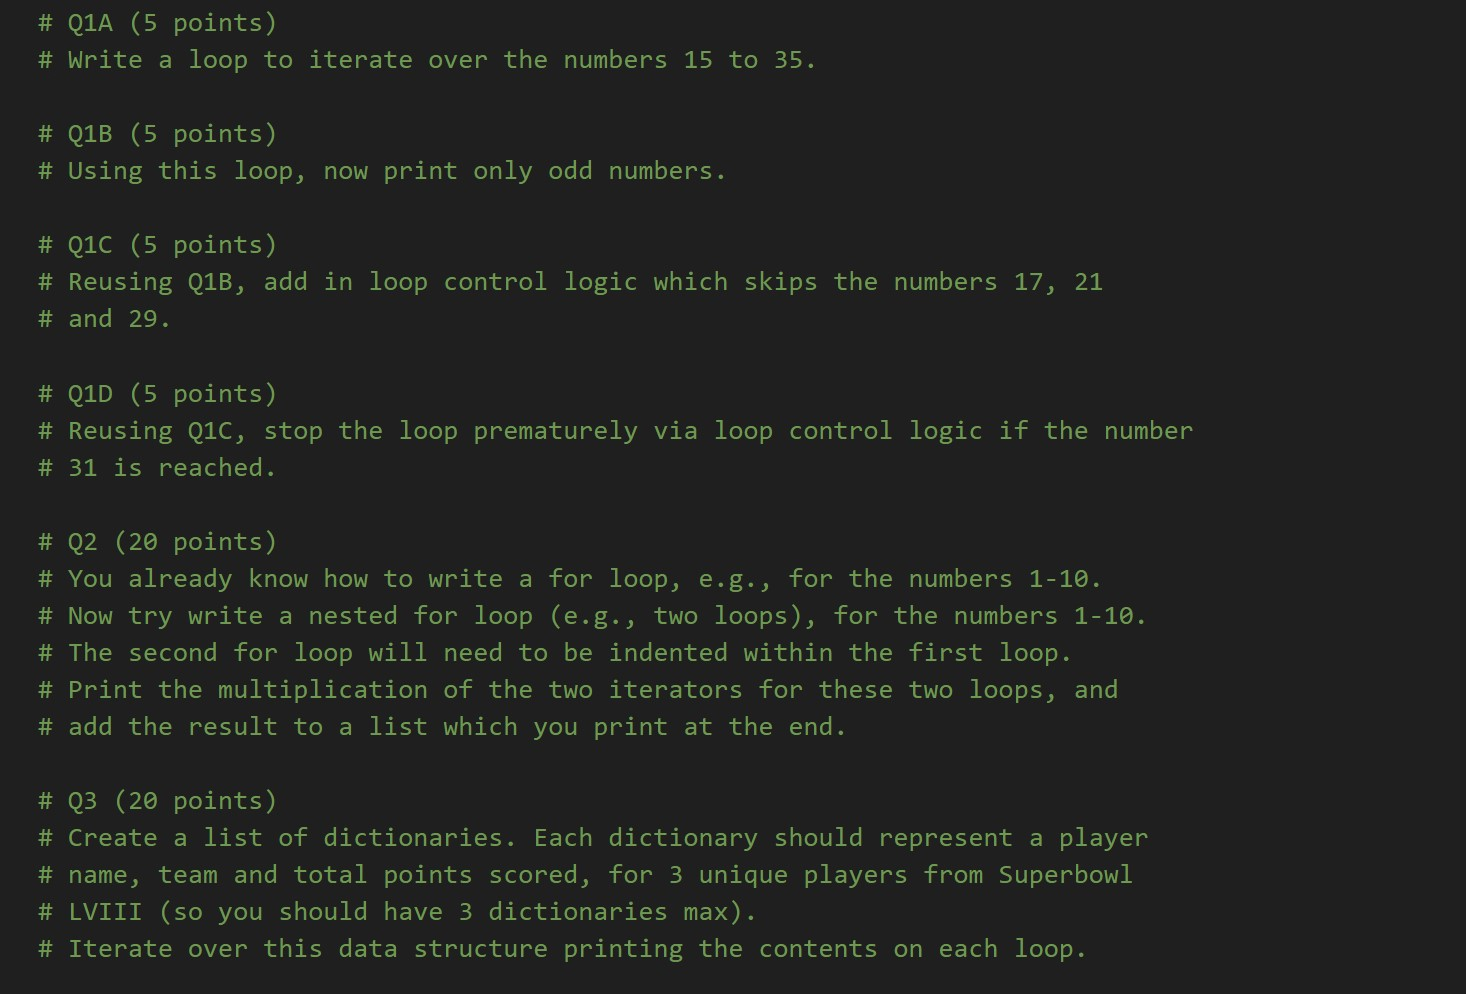 # Q1A (5 points)
# Write a loop to iterate over the numbers 15 to 35.
# Q1B (5 points)
# Using this loop, now print only odd numbers.
# Q1C (5 points)
# Reusing Q1B, add in loop control logic which skips the numbers 17, 21
# and 29.
# Q1D (5 points)
# Reusing Q1C, stop the loop prematurely via loop control logic if the number
# 31 is reached.
# Q2 (20 points)
# You already know how to write a for loop, e.g., for the numbers 1-10.
# Now try write a nested for loop (e.g., two loops), for the numbers 1-10.
# The second for loop will need to be indented within the first loop.
# Print the multiplication of the two iterators for these two loops, and
# add the result to a list which you print at the end.
# Q3 (20 points)
# Create a list of dictionaries. Each dictionary should represent a player
# name, team and total points scored, for 3 unique players from Superbowl
# LVIII (so you should have 3 dictionaries max).
# Iterate over this data structure printing the contents on each loop.